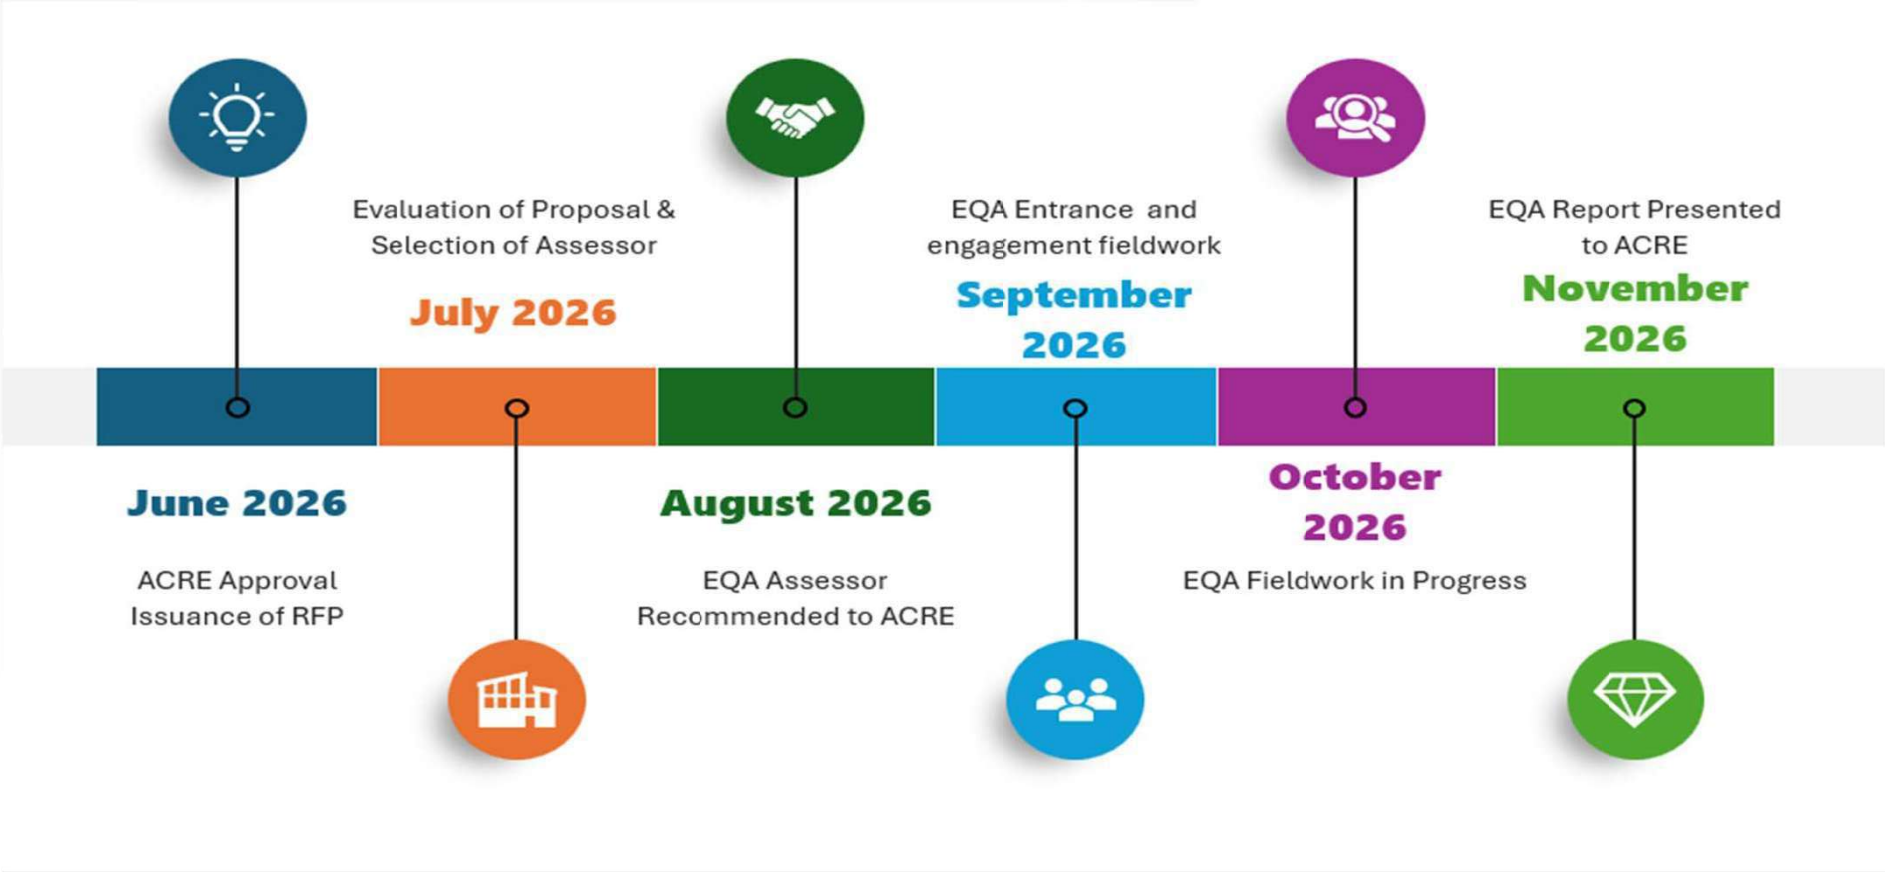 June 2026
ACRE Approval
Issuance of RFP
Evaluation of Proposal &
Selection of Assessor
July 2026
August 2026
EQA Assessor
Recommended to ACRE
EQA Entrance and
engagement fieldwork
September
2026
October
2026
EQA Fieldwork in Progress
EQA Report Presented
to ACRE
November
2026